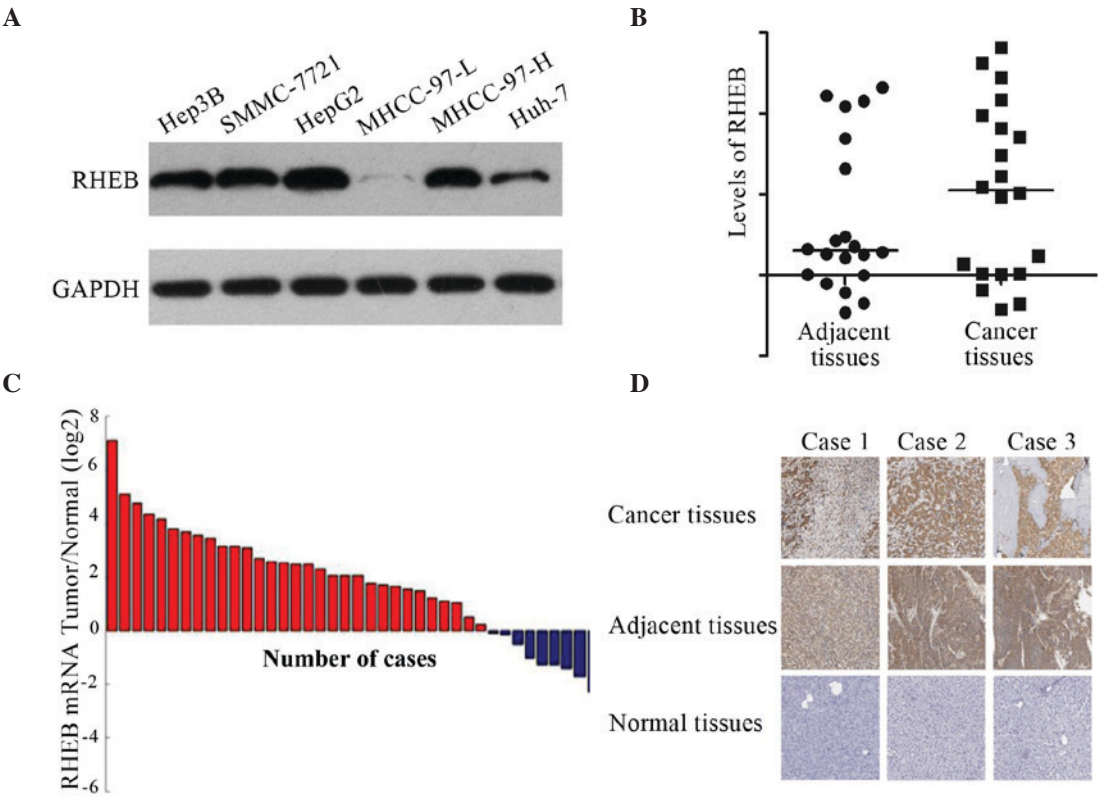 A
Hep3B
SMMC-7721
HepG2
MHCC-97-L
MHCC-97-H
Huh-7
RHEB
GAPDH
B
Levels of RHEB
Adjacent
tissues
Cancer
tissues
C
RHEB mRNA Tumor/Normal (log2)
8
6
4
2
0
-2
-4
-6
Number of cases
D
Case 1
Case 2
Case 3
Cancer tissues
Adjacent tissues
Normal tissues